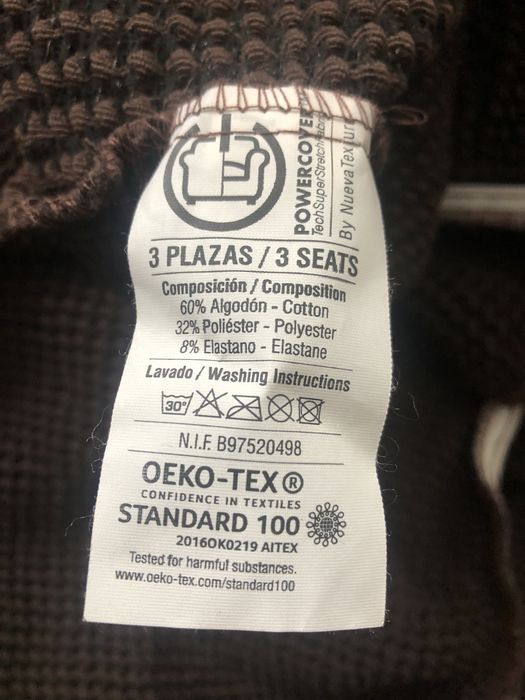 POWERCOVER
TechSuperStretchFabric
By NuevaTextura
3 PLAZAS / 3 SEATS
Composición / Composition
60% Algodón - Cotton
32% Poliéster - Polyester
8% Elastano - Elastane
Lavado / Washing Instructions
30°
N.I.F. B97520498
OEKO-TEX®
CONFIDENCE IN TEXTILES
STANDARD 100
2016OK0219 AITEX
Tested for harmful substances.
www.oeko-tex.com/standard100